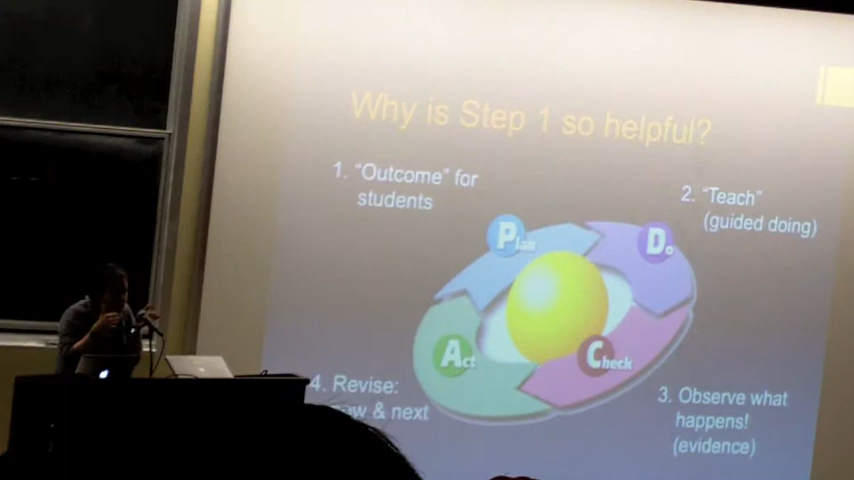 Why is Step 1 so helpful?
1. "Outcome" for
students
2. "Teach"
(guided doing)
Plan
Do
Act
Check
4. Revise:
& next
3. Observe what
happens!
(evidence)